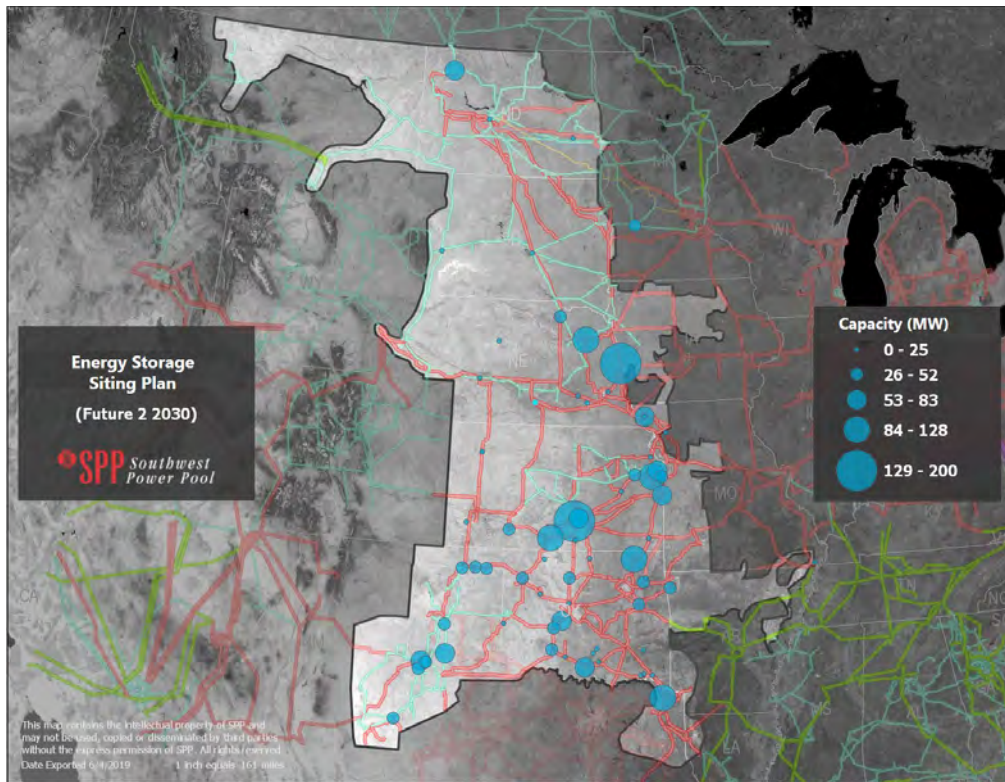 Energy Storage
Siting Plan
(Future 2 2030)
SPP Southwest
Power Pool
Capacity (MW)
0 - 25
26 - 52
53 - 83
84 - 128
129 - 200
ND
WI
NE
MO
OK
CA
LA
MS
This map contains the intellectual property of SPP and
may not be used, copied or disseminated by third parties
without the express permission of SPP. All rights reserved
Date Exported 6/4/2019
1 inch equals 161 miles